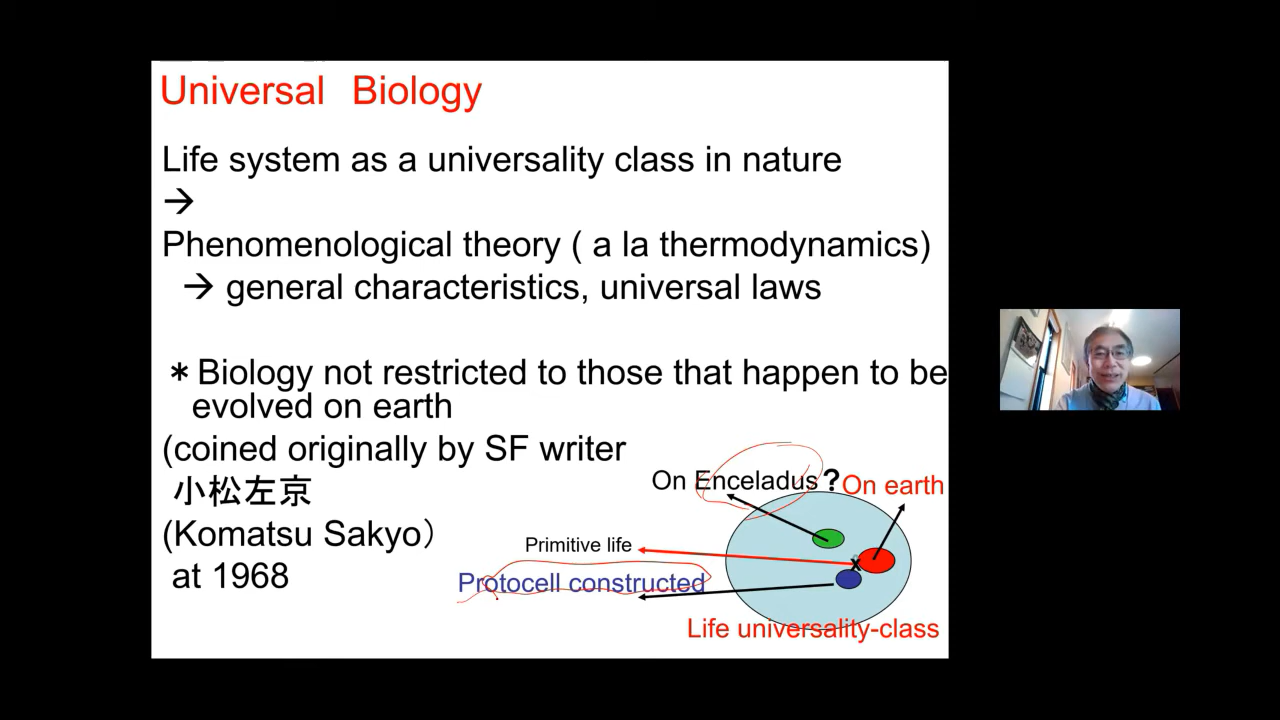 Universal Biology
Life system as a universality class in nature
→
Phenomenological theory ( a la thermodynamics)
→ general characteristics, universal laws
* Biology not restricted to those that happen to be
evolved on earth
(coined originally by SF writer
小松左京
(Komatsu Sakyo）
at 1968
On Enceladus ?
On earth
Primitive life
x
Protocell constructed
Life universality-class